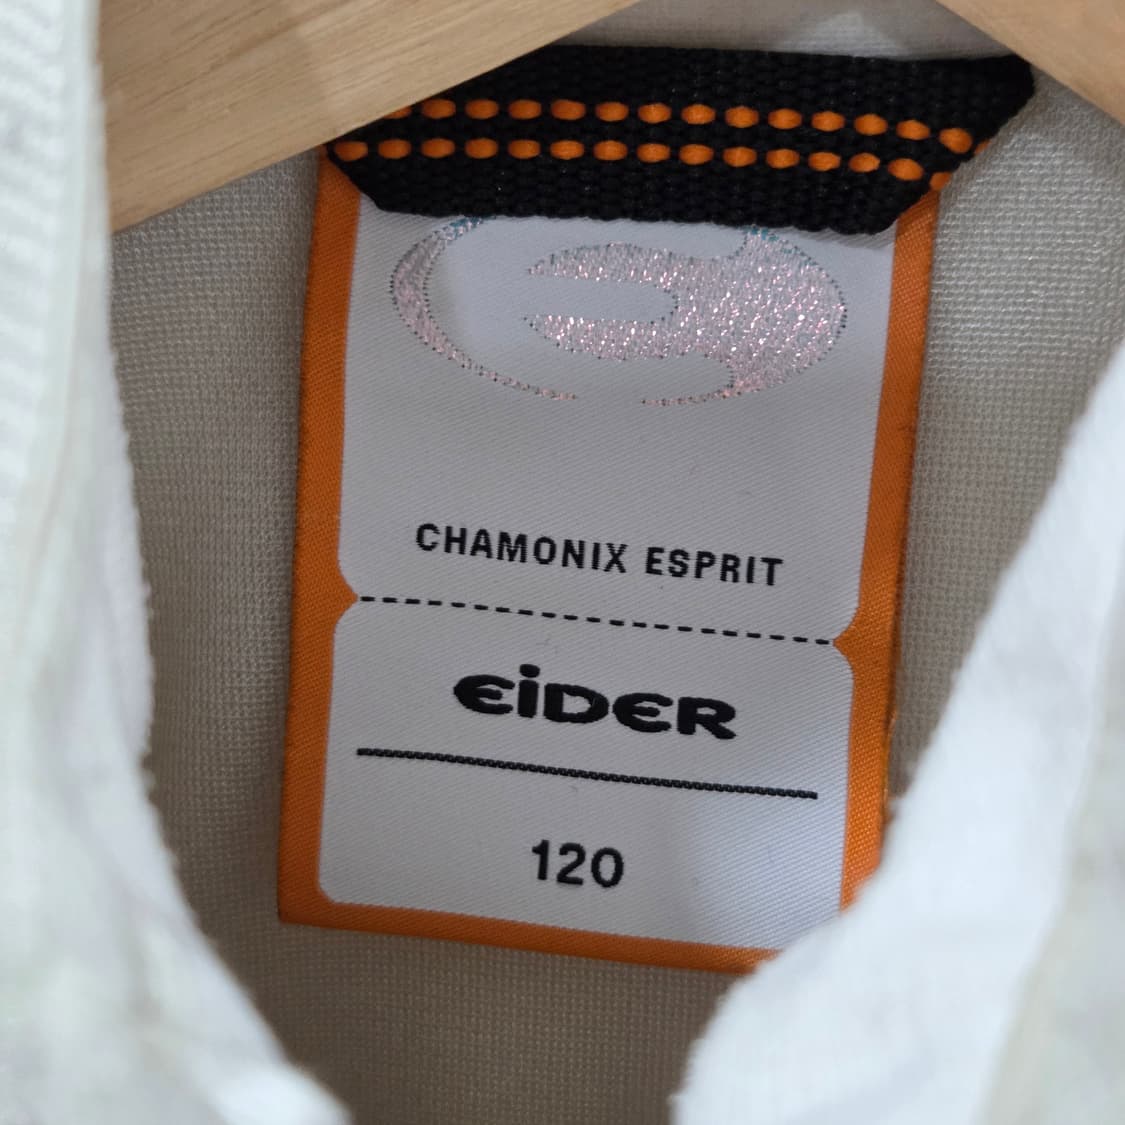 CHAMONIX ESPRIT
EiDER
120